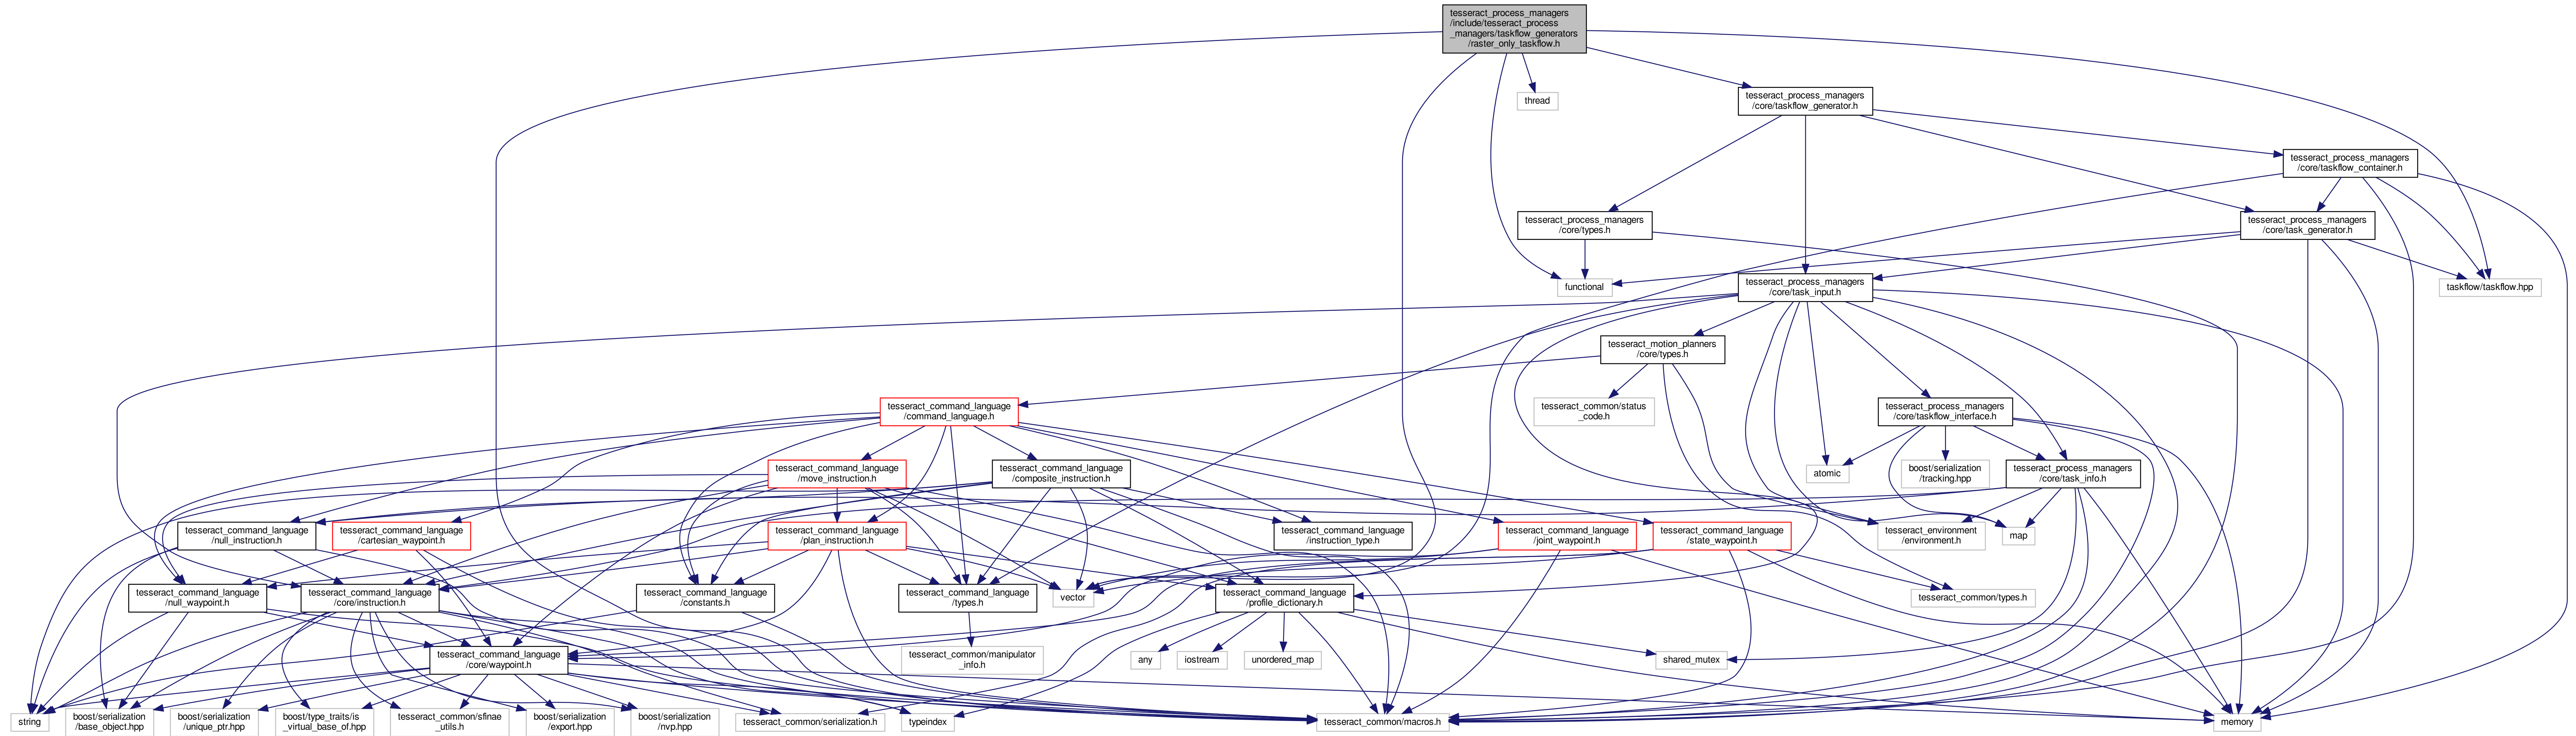 tesseract_process_managers
/include/tesseract_process
_managers/taskflow_generators
/raster_only_taskflow.h
thread
tesseract_process_managers
/core/taskflow_generator.h
tesseract_process_managers
/core/taskflow_container.h
tesseract_process_managers
/core/types.h
tesseract_process_managers
/core/task_generator.h
functional
tesseract_process_managers
/core/task_input.h
taskflow/taskflow.hpp
tesseract_motion_planners
/core/types.h
tesseract_command_language
/command_language.h
tesseract_common/status
_code.h
tesseract_process_managers
/core/taskflow_interface.h
tesseract_command_language
/move_instruction.h
tesseract_command_language
/composite_instruction.h
atomic
boost/serialization
/tracking.hpp
tesseract_process_managers
/core/task_info.h
tesseract_command_language
/null_instruction.h
tesseract_command_language
/cartesian_waypoint.h
tesseract_command_language
/plan_instruction.h
tesseract_command_language
/instruction_type.h
tesseract_command_language
/joint_waypoint.h
tesseract_command_language
/state_waypoint.h
tesseract_environment
/environment.h
map
tesseract_command_language
/null_waypoint.h
tesseract_command_language
/core/instruction.h
tesseract_command_language
/constants.h
tesseract_command_language
/types.h
vector
tesseract_command_language
/profile_dictionary.h
tesseract_common/types.h
tesseract_command_language
/core/waypoint.h
tesseract_common/manipulator
_info.h
any
iostream
unordered_map
shared_mutex
string
boost/serialization
/base_object.hpp
boost/serialization
/unique_ptr.hpp
boost/type_traits/is
_virtual_base_of.hpp
tesseract_common/sfinae
_utils.h
boost/serialization
/export.hpp
boost/serialization
/nvp.hpp
tesseract_common/serialization.h
typeindex
tesseract_common/macros.h
memory